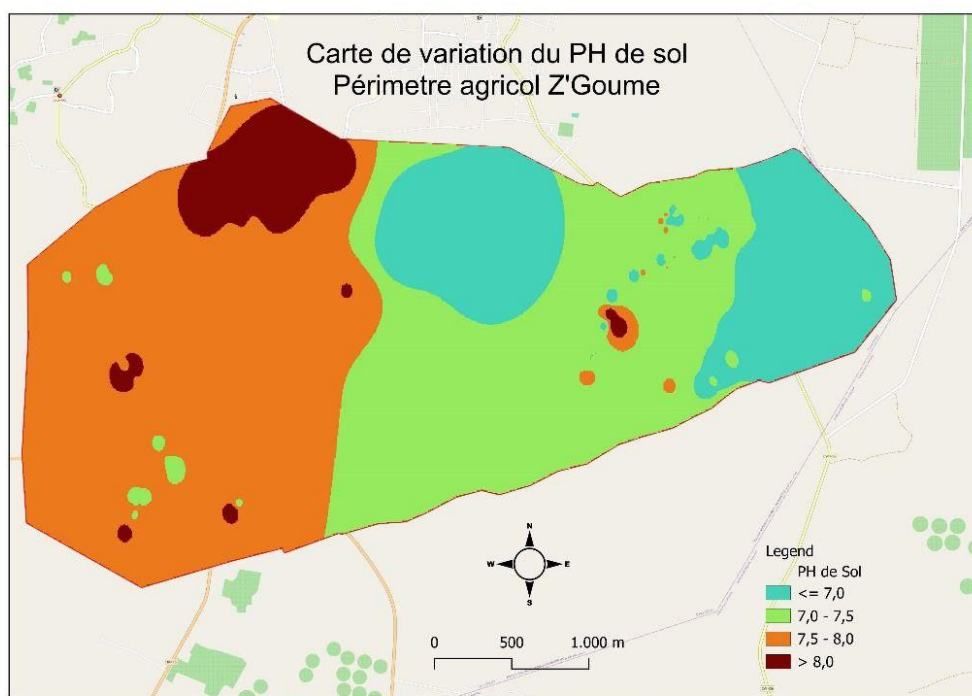 Carte de variation du PH de sol
Périmetre agricol Z'Goume
N
W E
S
Legend
PH de Sol
<= 7,0
7,0 - 7,5
7,5 - 8,0
> 8,0
0 500 1.000 m